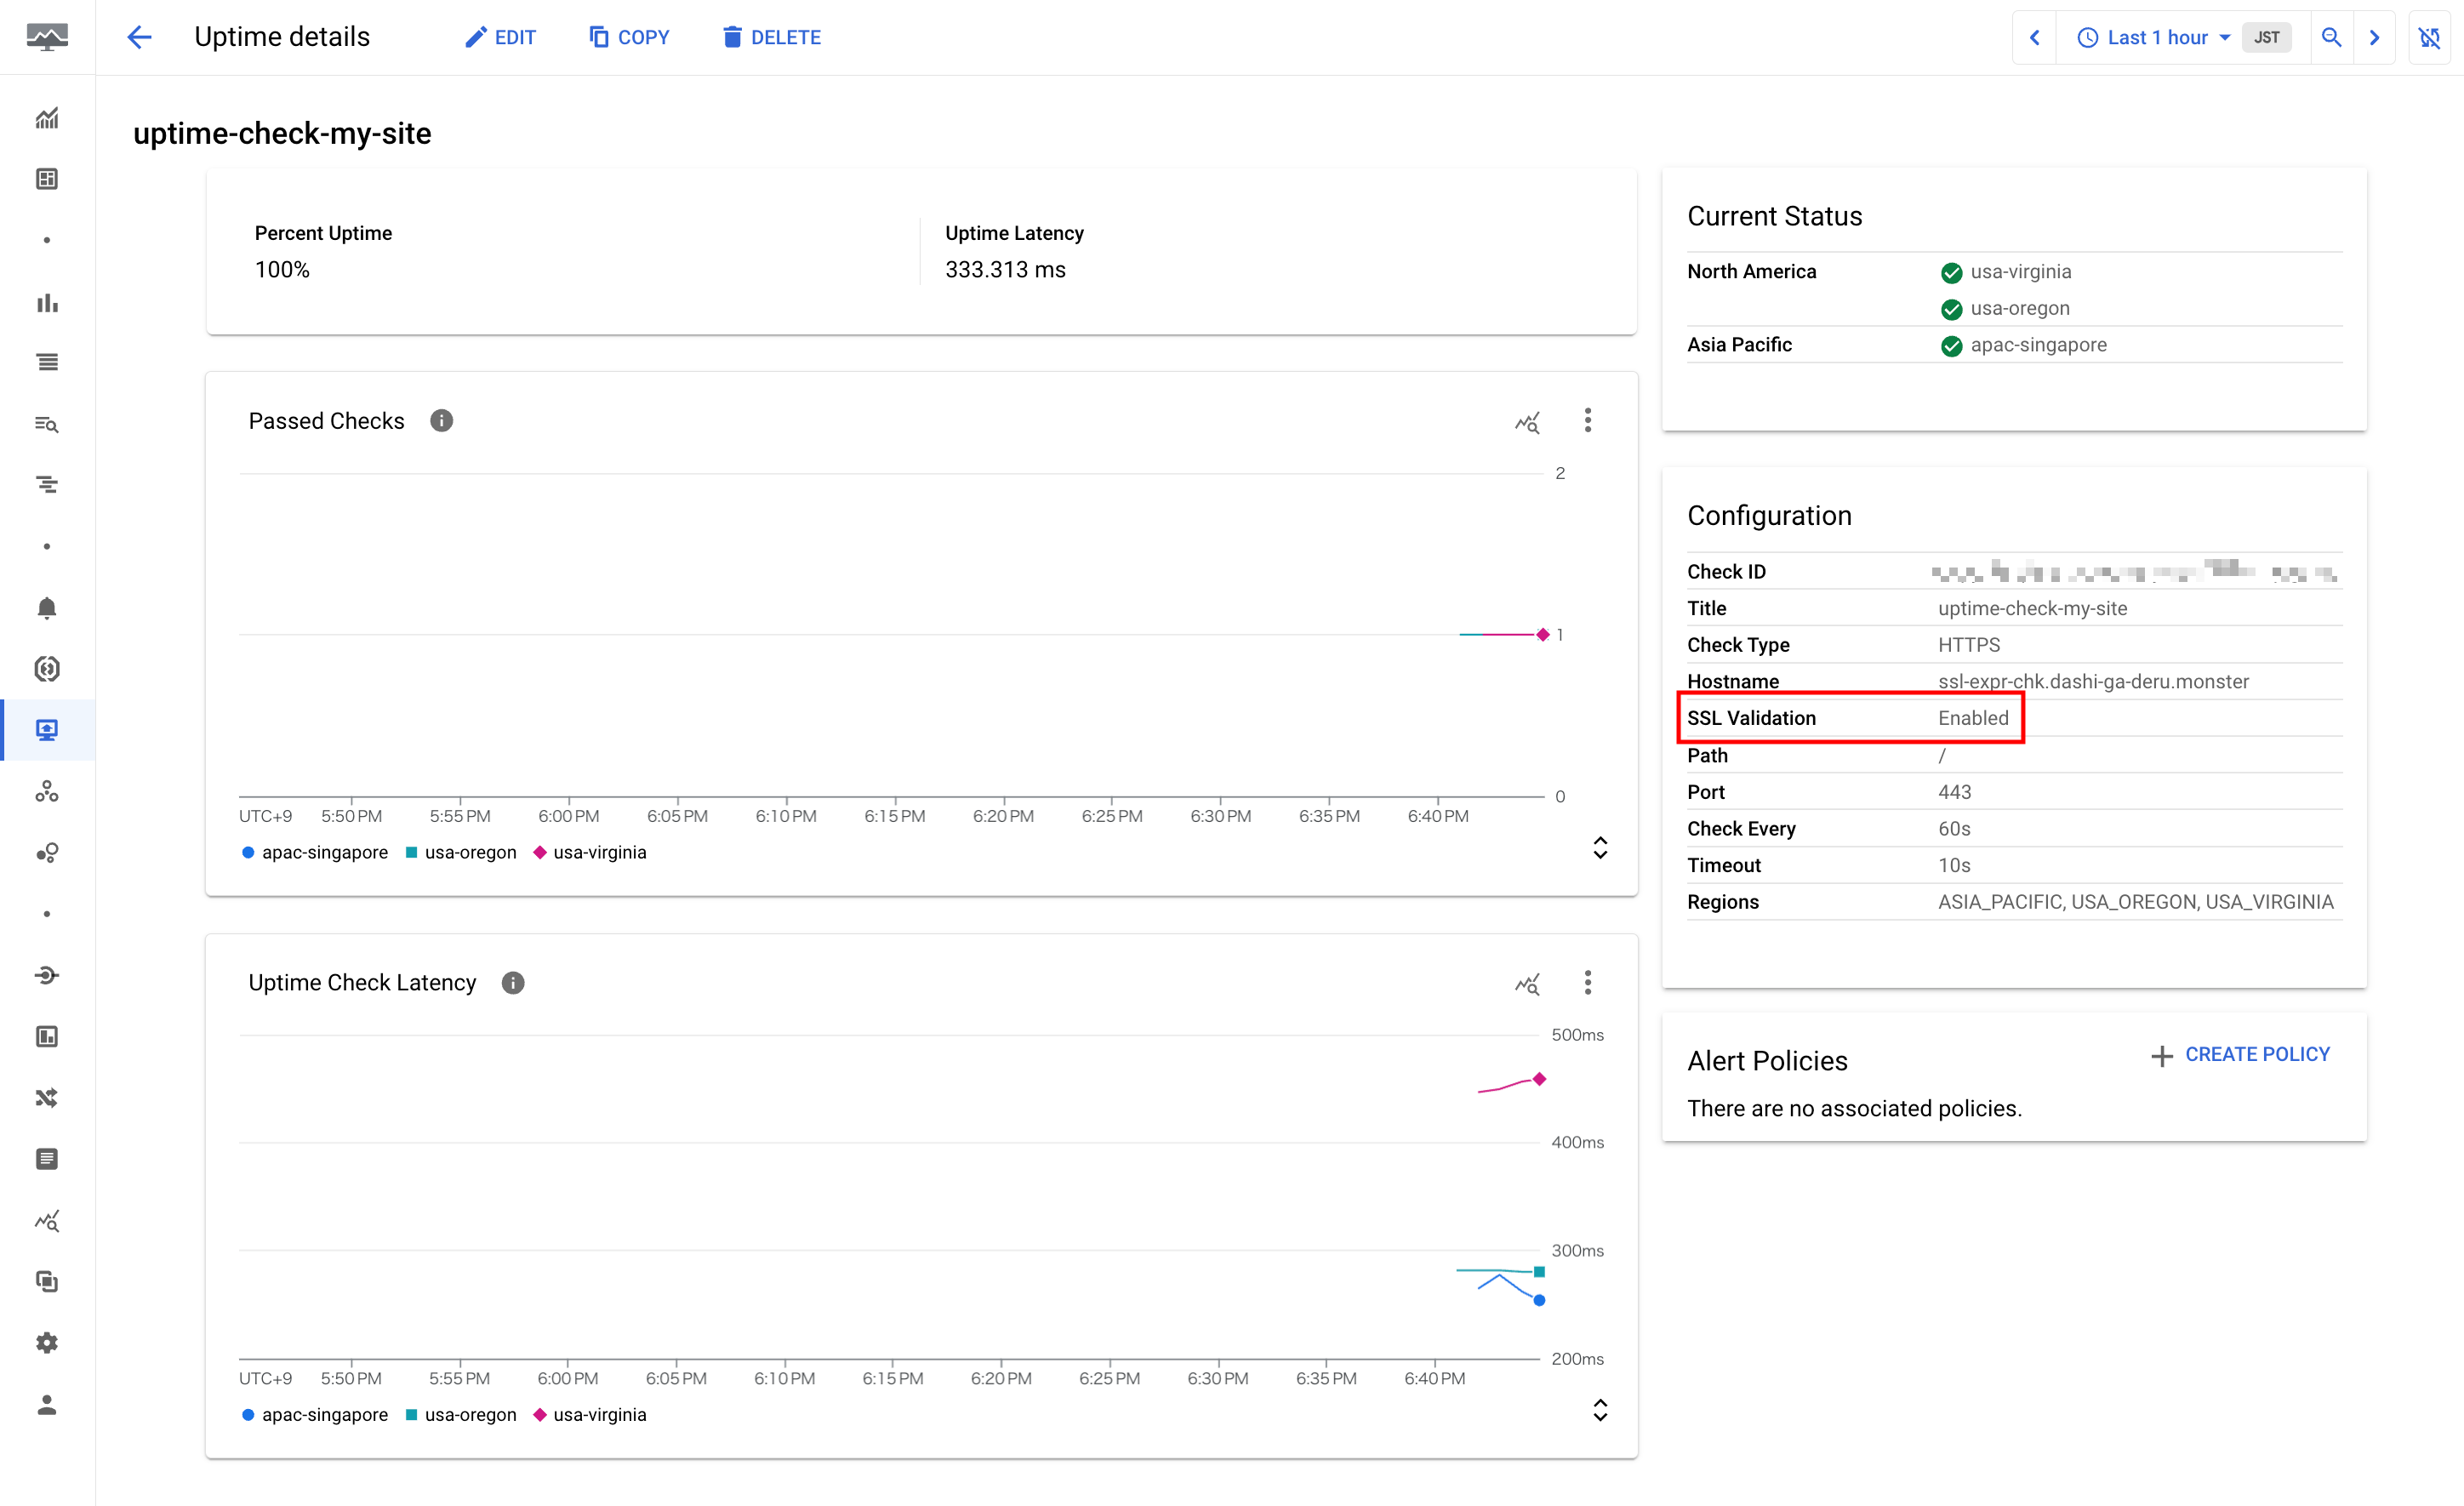 Uptime details
EDIT
COPY
DELETE
Last 1 hour
JST
uptime-check-my-site
Percent Uptime
100%
Uptime Latency
333.313 ms
Passed Checks
2
1
0
UTC+9 5:50 PM 5:55 PM 6:00 PM 6:05 PM 6:10 PM 6:15 PM 6:20 PM 6:25 PM 6:30 PM 6:35 PM 6:40 PM
apac-singapore usa-oregon usa-virginia
Uptime Check Latency
500ms
400ms
300ms
200ms
UTC+9 5:50 PM 5:55 PM 6:00 PM 6:05 PM 6:10 PM 6:15 PM 6:20 PM 6:25 PM 6:30 PM 6:35 PM 6:40 PM
apac-singapore usa-oregon usa-virginia
Current Status
North America usa-virginia
usa-oregon
Asia Pacific apac-singapore
Configuration
Check ID
Title uptime-check-my-site
Check Type HTTPS
Hostname ssl-expr-chk.dashi-ga-deru.monster
SSL Validation Enabled
Path /
Port 443
Check Every 60s
Timeout 10s
Regions ASIA_PACIFIC, USA_OREGON, USA_VIRGINIA
Alert Policies
CREATE POLICY
There are no associated policies.